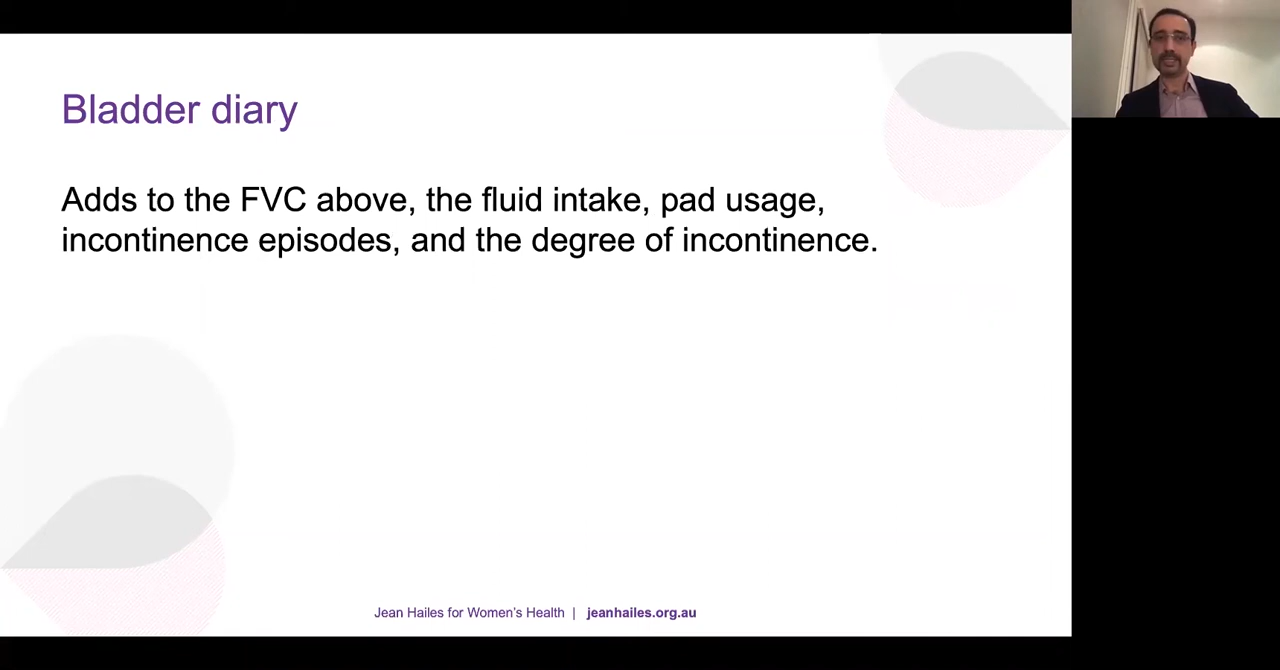 Bladder diary
Adds to the FVC above, the fluid intake, pad usage,
incontinence episodes, and the degree of incontinence.
Jean Hailes for Women's Health | jeanhailes.org.au